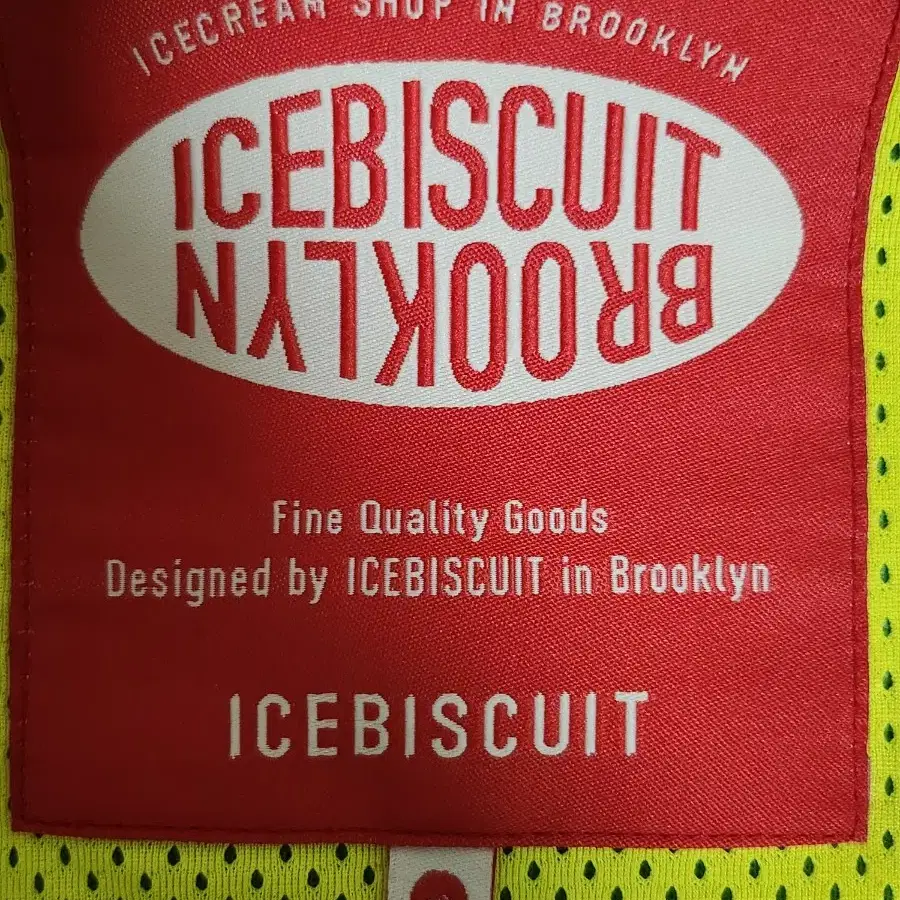 ICECREAM SHOP IN BROOKLYN
ICEBISCUIT
BROOKLYN
Fine Quality Goods
Designed by ICEBISCUIT in Brooklyn
ICEBISCUIT